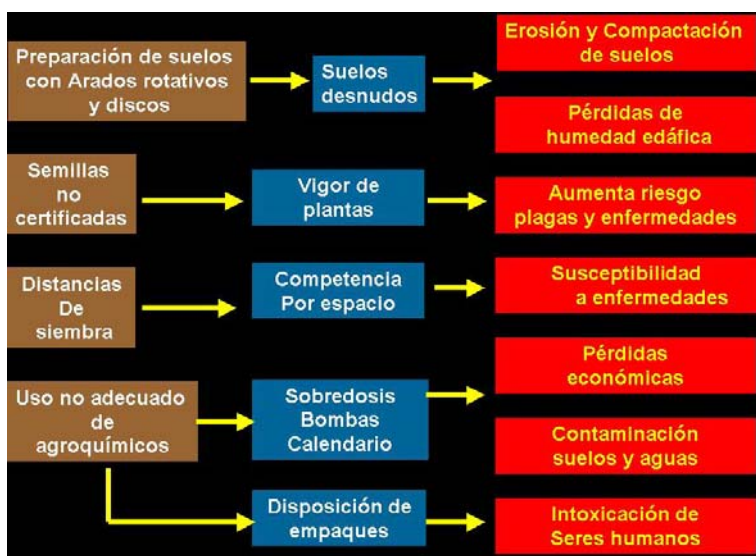 Preparación de suelos
con Arados rotativos
y discos
Suelos
desnudos
Erosión y Compactación
de suelos
Pérdidas de
humedad edáfica
Semillas
no
certificadas
Vigor de
plantas
Aumenta riesgo
plagas y enfermedades
Distancias
De
siembra
Competencia
Por espacio
Susceptibilidad
a enfermedades
Uso no adecuado
de
agroquímicos
Sobredosis
Bombas
Calendario
Pérdidas
económicas
Contaminación
suelos y aguas
Disposición de
empaques
Intoxicación de
Seres humanos